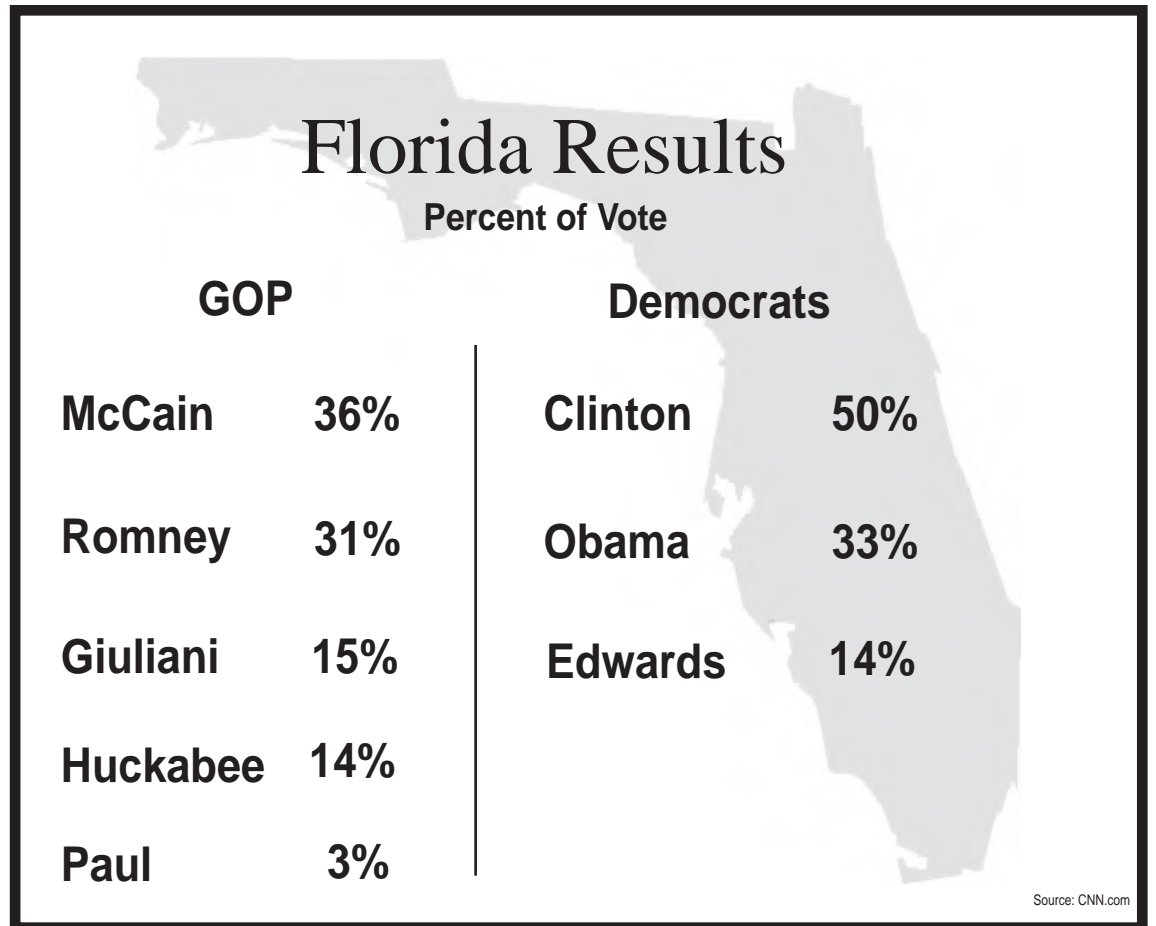 Florida Results
Percent of Vote
GOP
McCain 36%
Romney 31%
Giuliani 15%
Huckabee 14%
Paul 3%
Democrats
Clinton 50%
Obama 33%
Edwards 14%
Source: CNN.com